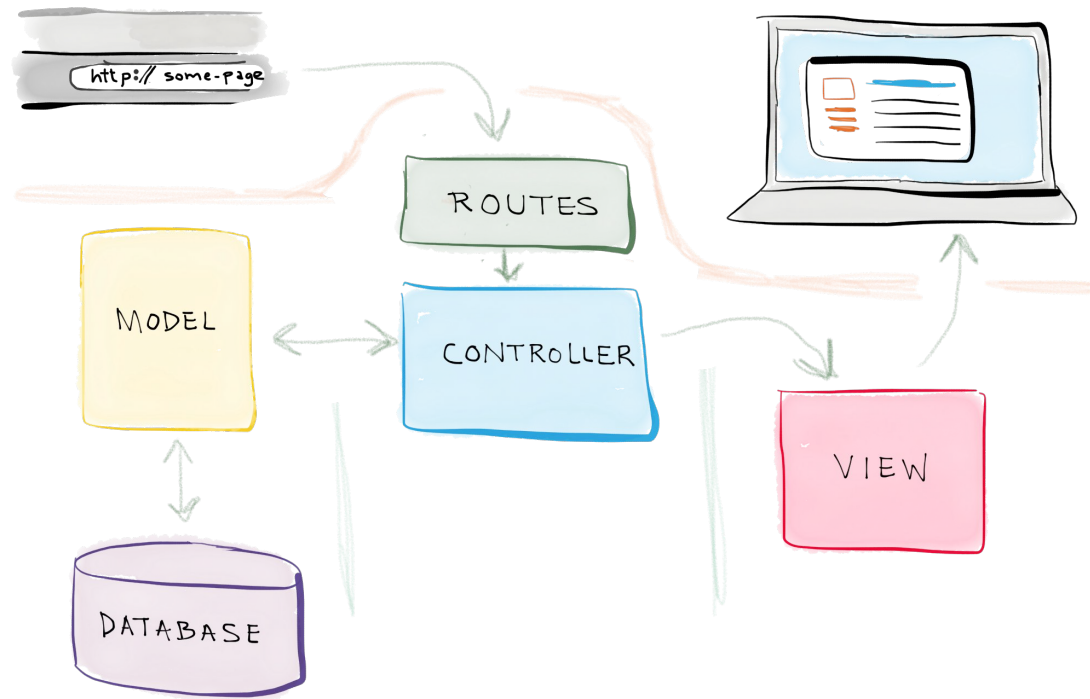 http:// some-page
ROUTES
MODEL
CONTROLLER
VIEW
DATABASE